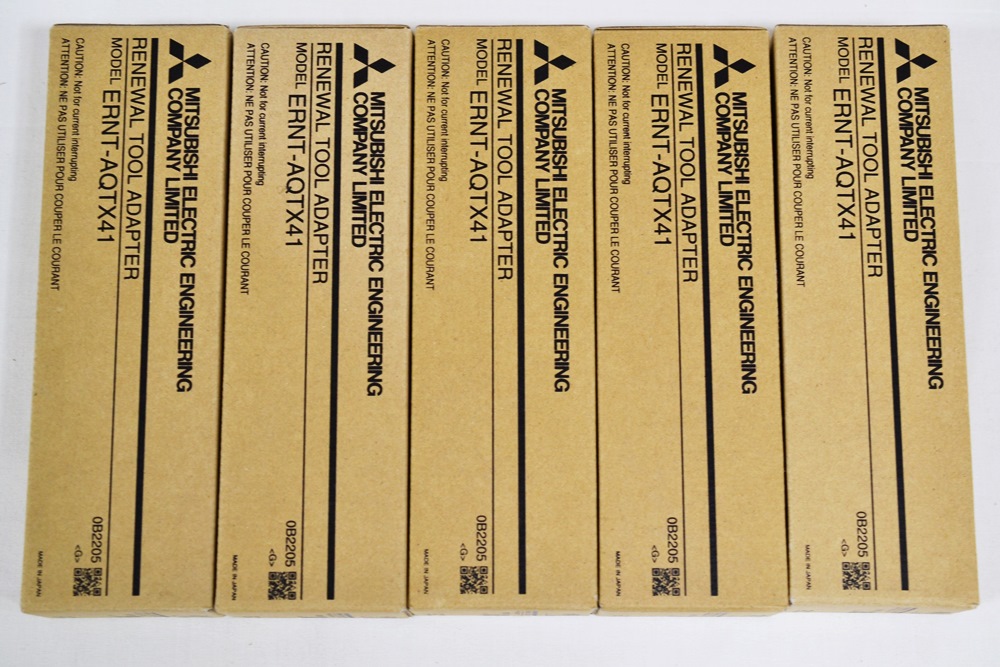 MITSUBISHI ELECTRIC ENGINEERING
COMPANY LIMITED
RENEWAL TOOL ADAPTER
MODEL ERNT-AQTX41
CAUTION: Not for current interrupting
ATTENTION: NE PAS UTILISER POUR COUPER LE COURANT
0B2205
<G>
MADE IN JAPAN
MITSUBISHI ELECTRIC ENGINEERING
COMPANY LIMITED
RENEWAL TOOL ADAPTER
MODEL ERNT-AQTX41
CAUTION: Not for current interrupting
ATTENTION: NE PAS UTILISER POUR COUPER LE COURANT
0B2205
<G>
MADE IN JAPAN
MITSUBISHI ELECTRIC ENGINEERING
COMPANY LIMITED
RENEWAL TOOL ADAPTER
MODEL ERNT-AQTX41
CAUTION: Not for current interrupting
ATTENTION: NE PAS UTILISER POUR COUPER LE COURANT
0B2205
<G>
MADE IN JAPAN
MITSUBISHI ELECTRIC ENGINEERING
COMPANY LIMITED
RENEWAL TOOL ADAPTER
MODEL ERNT-AQTX41
CAUTION: Not for current interrupting
ATTENTION: NE PAS UTILISER POUR COUPER LE COURANT
0B2205
<G>
MADE IN JAPAN
MITSUBISHI ELECTRIC ENGINEERING
COMPANY LIMITED
RENEWAL TOOL ADAPTER
MODEL ERNT-AQTX41
CAUTION: Not for current interrupting
ATTENTION: NE PAS UTILISER POUR COUPER LE COURANT
0B2205
<G>
MADE IN JAPAN